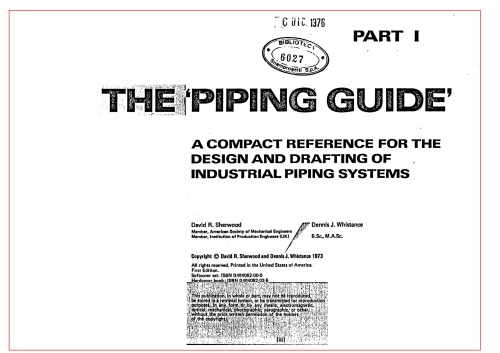 DIC. 1976
PART I
BIBLIOTECA
6027
S.p.A.
THE 'PIPING GUIDE'
A COMPACT REFERENCE FOR THE
DESIGN AND DRAFTING OF
INDUSTRIAL PIPING SYSTEMS
David R. Sherwood
Member, American Society of Mechanical Engineers
Member, Institution of Production Engineers (UK)
Dennis J. Whistance
B.Sc., M.A.Sc.
Copyright © David R. Sherwood and Dennis J. Whistance 1973
All rights reserved. Printed in the United States of America.
First Edition.
Softcover set: ISBN 0-914082-00-0
Hardcover book: ISBN 0-914082-03-5
This publication, in whole or part, may not be reproduced,
be stored in a retrieval system, or be transmitted for reproduction
purposes, in any form or by any means, electromagnetic,
optical, mechanical, photographic, xerographic, or other,
without the prior written permission of the holders
of the copyright.
[iii]